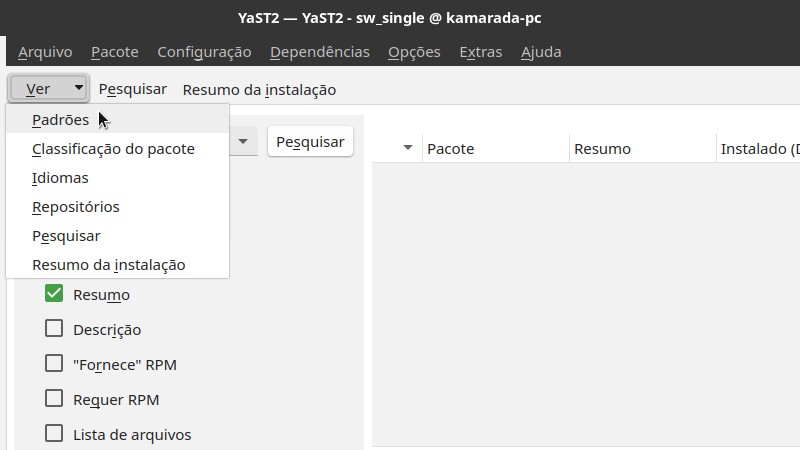 YaST2 — YaST2 - sw_single @ kamarada-pc
Arquivo Pacote Configuração Dependências Opções Extras Ajuda
Ver Pesquisar Resumo da instalação
Padrões
Classificação do pacote
Idiomas
Repositórios
Pesquisar
Resumo da instalação
Pesquisar
Pacote Resumo Instalado (D
Resumo
Descrição
"Fornece" RPM
Requer RPM
Lista de arquivos